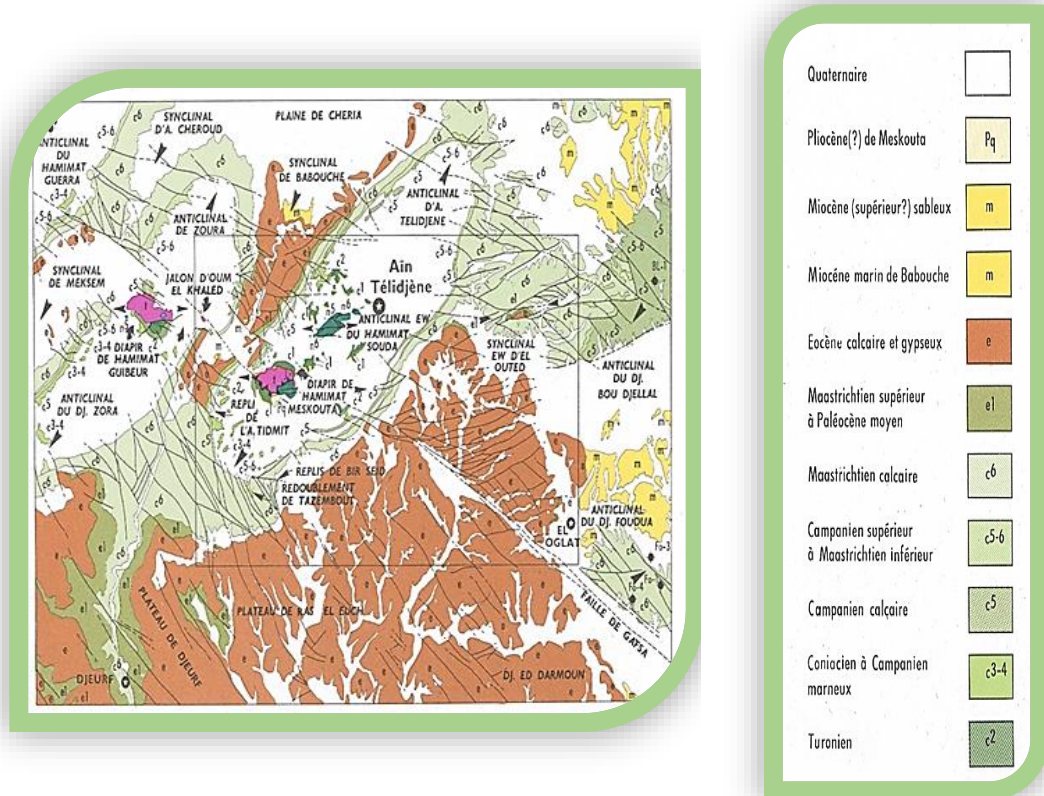 SYNCLINAL
D'A. CHEROUD
PLAINE DE CHERIA
ANTICLINAL
DU
HAMIMAT
GUERRA
SYNCLINAL
DE BABOUCHE
ANTICLINAL
D'A.
TELIDJENE
ANTICLINAL
DE ZOURA
SYNCLINAL
DE MEKSEM
JALON D'OUM
EL KHALED
Ain
Télidjène
ANTICLINAL EW
DU HAMIMAT
SOUDA
DIAPIR
DE HAMIMAT
GUIBEUR
SYNCLINAL
EW D'EL
OUTED
ANTICLINAL
DU DJ.
BOU DJELLAL
DIAPIR DE
HAMIMAT
MESKOUTA
ANTICLINAL
DU DJ. ZORA
REPLI
DE
L'A. TIDMIT
REPLIS DE BIR SEID
REDOUBLEMENT
DE TAZEMBOUT
ANTICLINAL
DU DJ. FOUOUA
EL
OGLAT
FAILLE DE GAFSA
PLATEAU DE RAS EL EUCH
PLATEAU DE DJEURF
DJEURF
DJ. ED DARMOUN
Quaternaire
Pliocène(?) de Meskouta
Pq
Miocène (supérieur?) sableux
m
Miocéne marin de Babouche
m
Eocène calcaire et gypseux
e
Maastrichtien supérieur
à Paléocène moyen
el
Maastrichtien calcaire
c6
Campanien supérieur
à Maastrichtien inférieur
c5-6
Campanien calçaire
c5
Coniacien à Campanien
marneux
c3-4
Turonien
c2